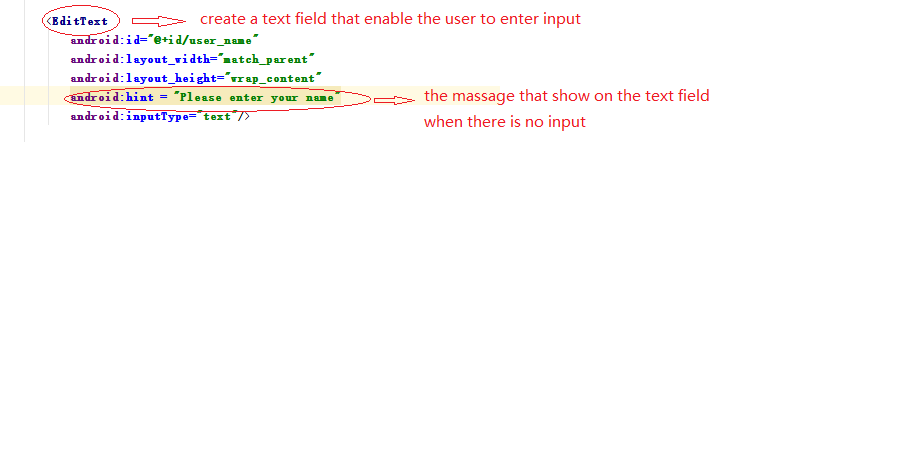 <EditText create a text field that enable the user to enter input
android:id="@+id/user_name"
android:layout_width="match_parent"
android:layout_height="wrap_content"
android:hint = "Please enter your name" the massage that show on the text field
when there is no input
android:inputType="text"/>